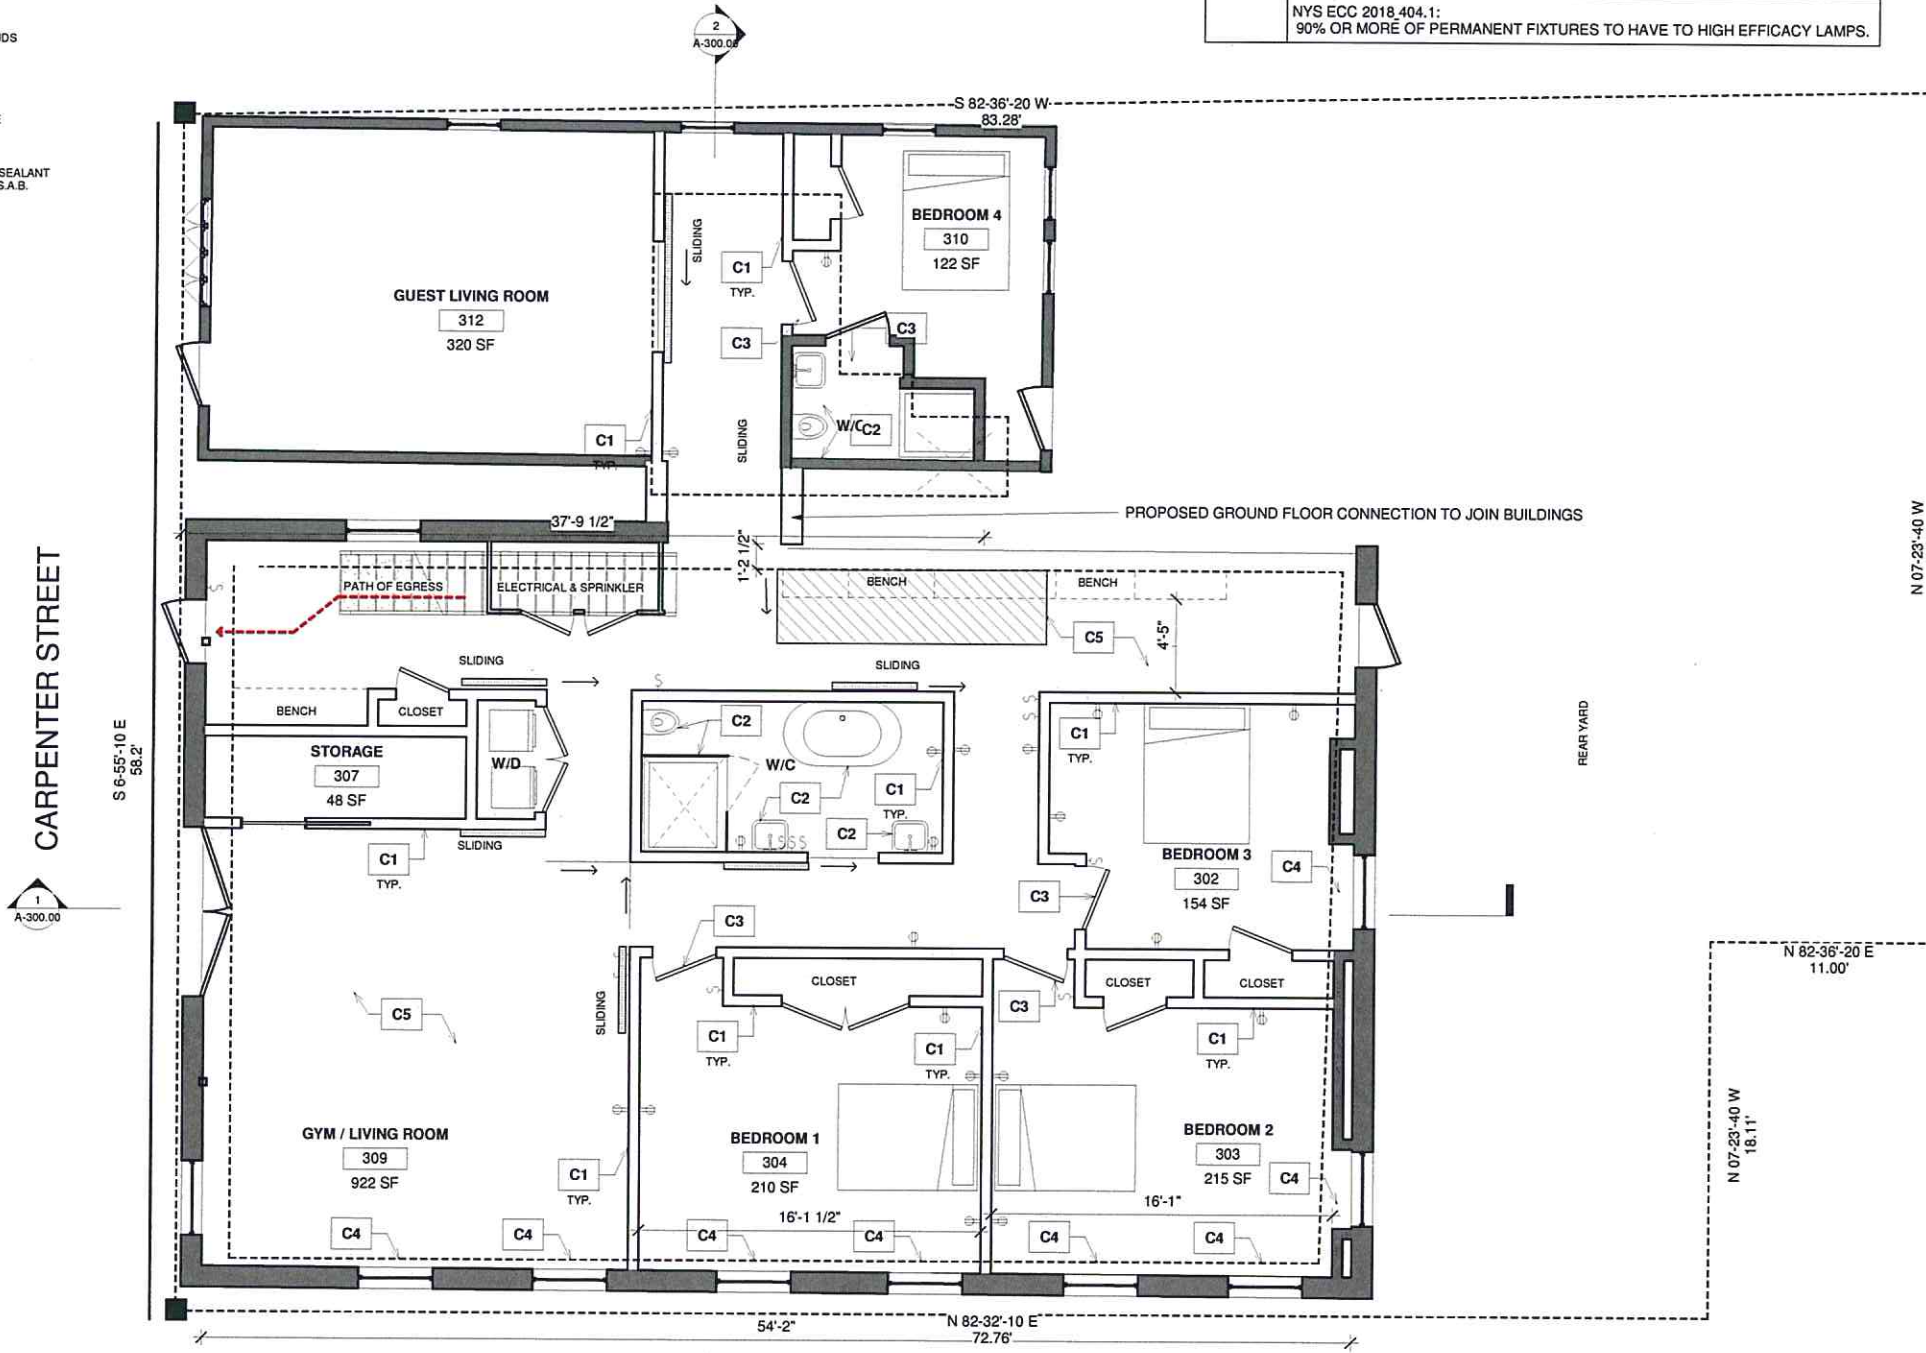 UDS
SEALANT
S.A.B.
NYS ECC 2018 404.1:
90% OR MORE OF PERMANENT FIXTURES TO HAVE TO HIGH EFFICACY LAMPS.
2
A-300.00
S 82-36'-20 W
83.28'
BEDROOM 4
310
122 SF
SLIDING
C1
TYP.
C3
C3
GUEST LIVING ROOM
312
320 SF
C1
TYP.
SLIDING
W/C
C2
PROPOSED GROUND FLOOR CONNECTION TO JOIN BUILDINGS
N 07-23'-40 W
37'-9 1/2"
1'-2 1/2"
PATH OF EGRESS
ELECTRICAL & SPRINKLER
BENCH
BENCH
C5
4'-5"
CARPENTER STREET
S 6-55'-10 E
58.2'
SLIDING
SLIDING
BENCH
CLOSET
STORAGE
307
48 SF
W/D
C2
W/C
C2
C1
TYP.
C2
C1
TYP.
REAR YARD
SLIDING
C1
TYP.
BEDROOM 3
302
154 SF
C4
C3
C3
1
A-300.00
CLOSET
CLOSET
CLOSET
N 82-36'-20 E
11.00'
C5
SLIDING
C3
C1
TYP.
C1
TYP.
C1
TYP.
GYM / LIVING ROOM
309
922 SF
BEDROOM 1
304
210 SF
BEDROOM 2
303
215 SF
C4
C1
TYP.
N 07-23'-40 W
18.11'
16'-1 1/2"
16'-1"
C4
C4
C4
C4
C4
C4
54'-2"
N 82-32'-10 E
72.76'